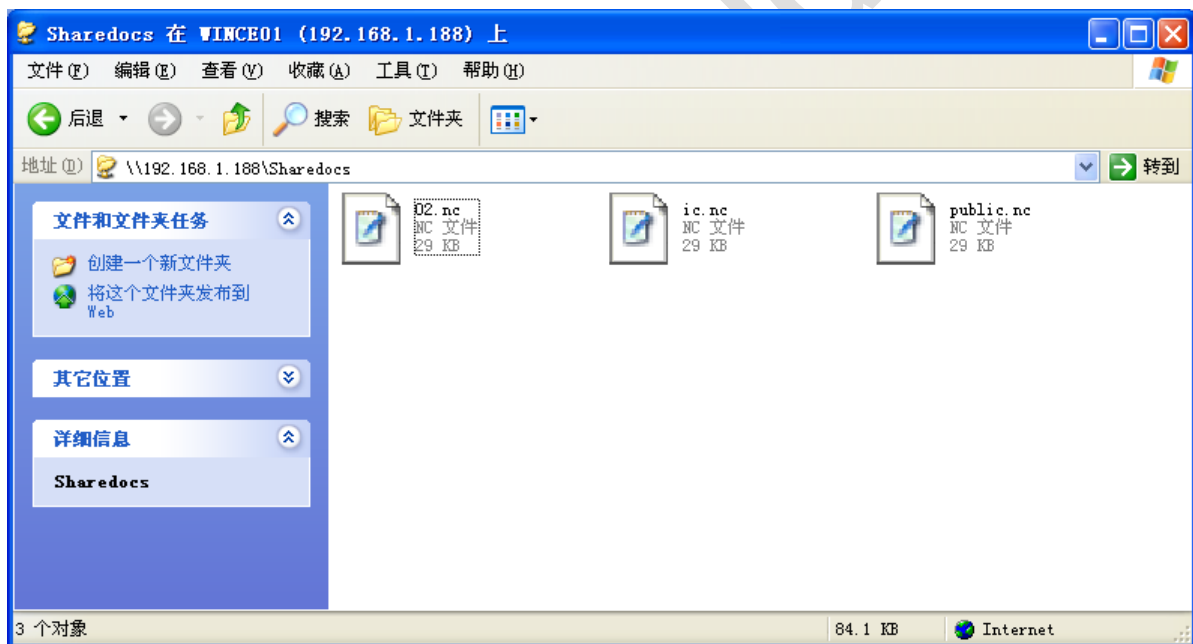 Sharedocs 在 WINCE01 (192.168.1.188) 上
文件(F) 编辑(E) 查看(V) 收藏(A) 工具(T) 帮助(H)
后退 搜索 文件夹
地址(D) \\192.168.1.188\Sharedocs 转到
文件和文件夹任务
创建一个新文件夹
将这个文件夹发布到
Web
其它位置
详细信息
Sharedocs
02.nc
NC 文件
29 KB
ic.nc
NC 文件
29 KB
public.nc
NC 文件
29 KB
3 个对象 84.1 KB Internet